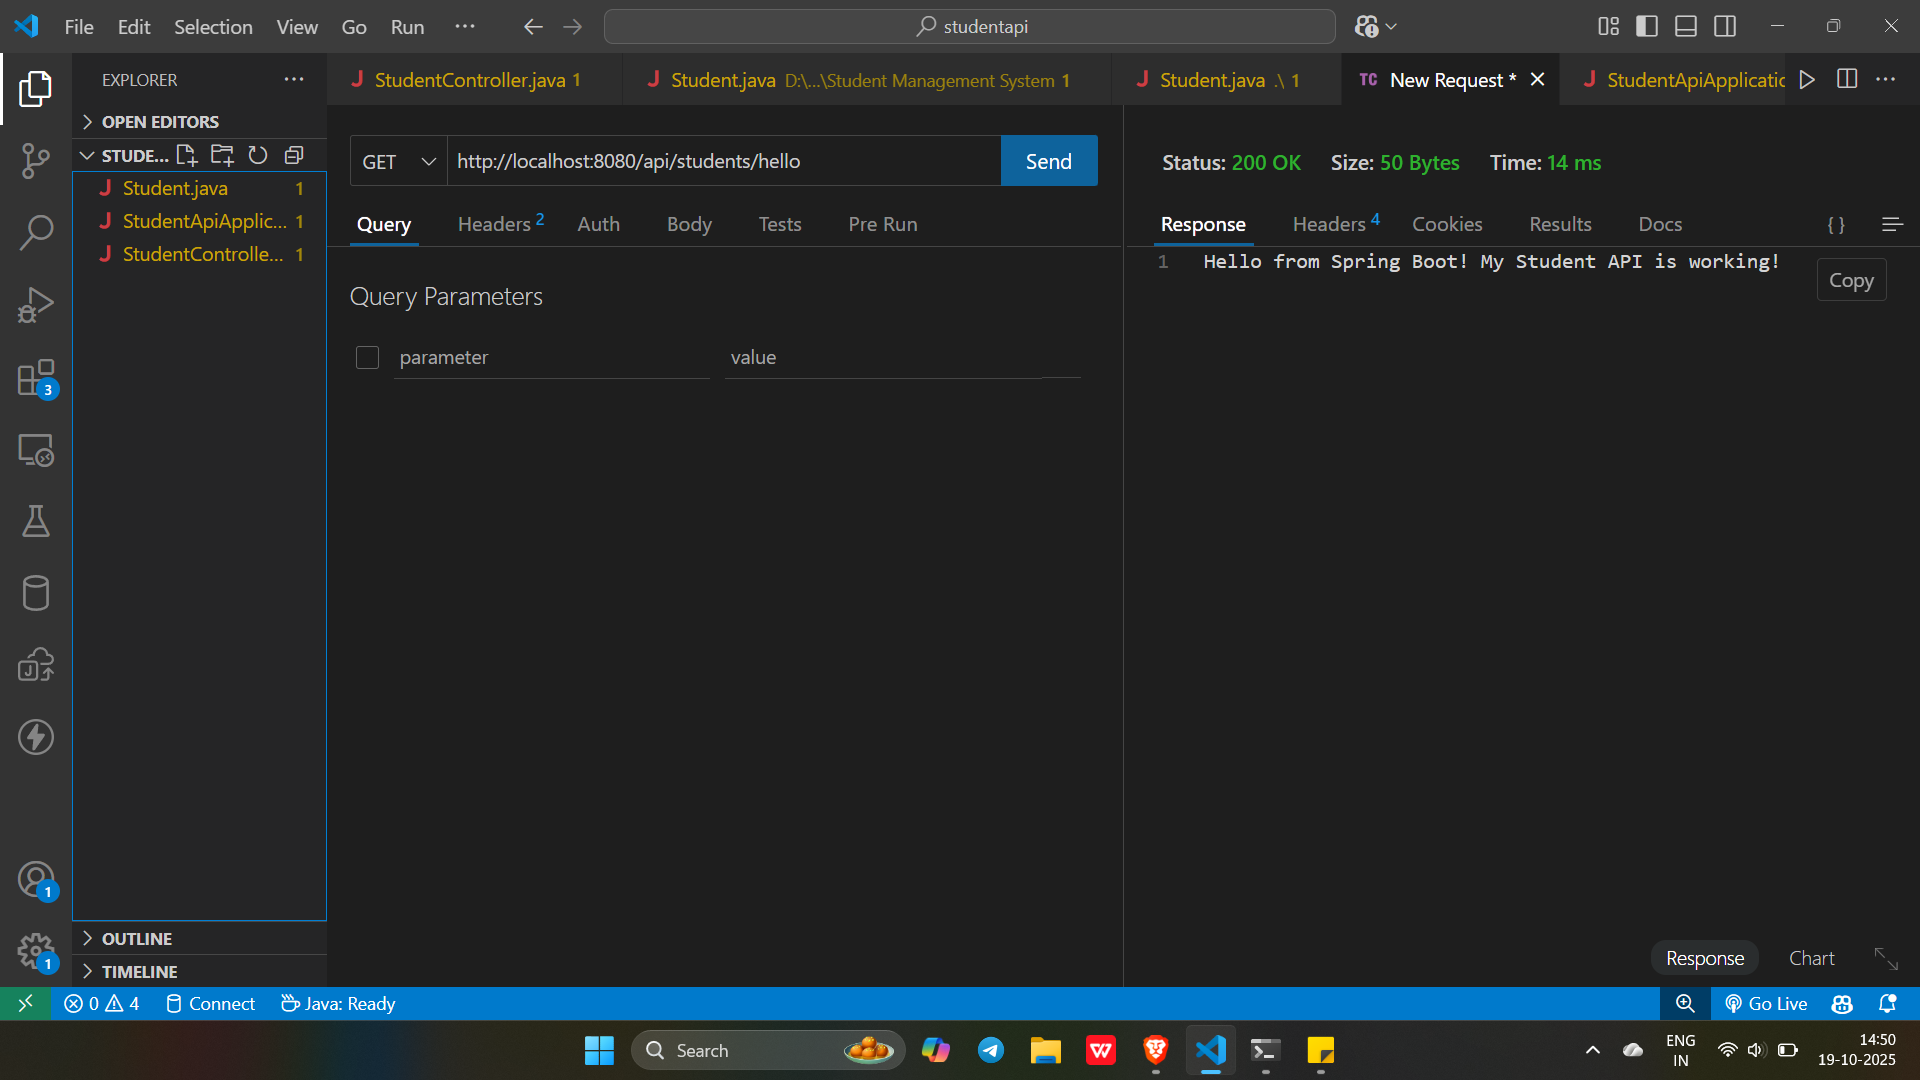 File Edit Selection View Go Run ··· studentapi
EXPLORER ···
StudentController.java 1
Student.java D:\...\Student Management System 1
Student.java .\ 1
TC New Request *
StudentApiApplicatio
OPEN EDITORS
STUDE...
Student.java 1
StudentApiApplic... 1
StudentControlle... 1
GET http://localhost:8080/api/students/hello Send
Query Headers 2 Auth Body Tests Pre Run
Query Parameters
parameter value
Status: 200 OK Size: 50 Bytes Time: 14 ms
Response Headers 4 Cookies Results Docs { }
1 Hello from Spring Boot! My Student API is working!
Copy
3
1
1
OUTLINE
TIMELINE
Response Chart
0 4 Connect Java: Ready Go Live
Search
ENG
IN
14:50
19-10-2025